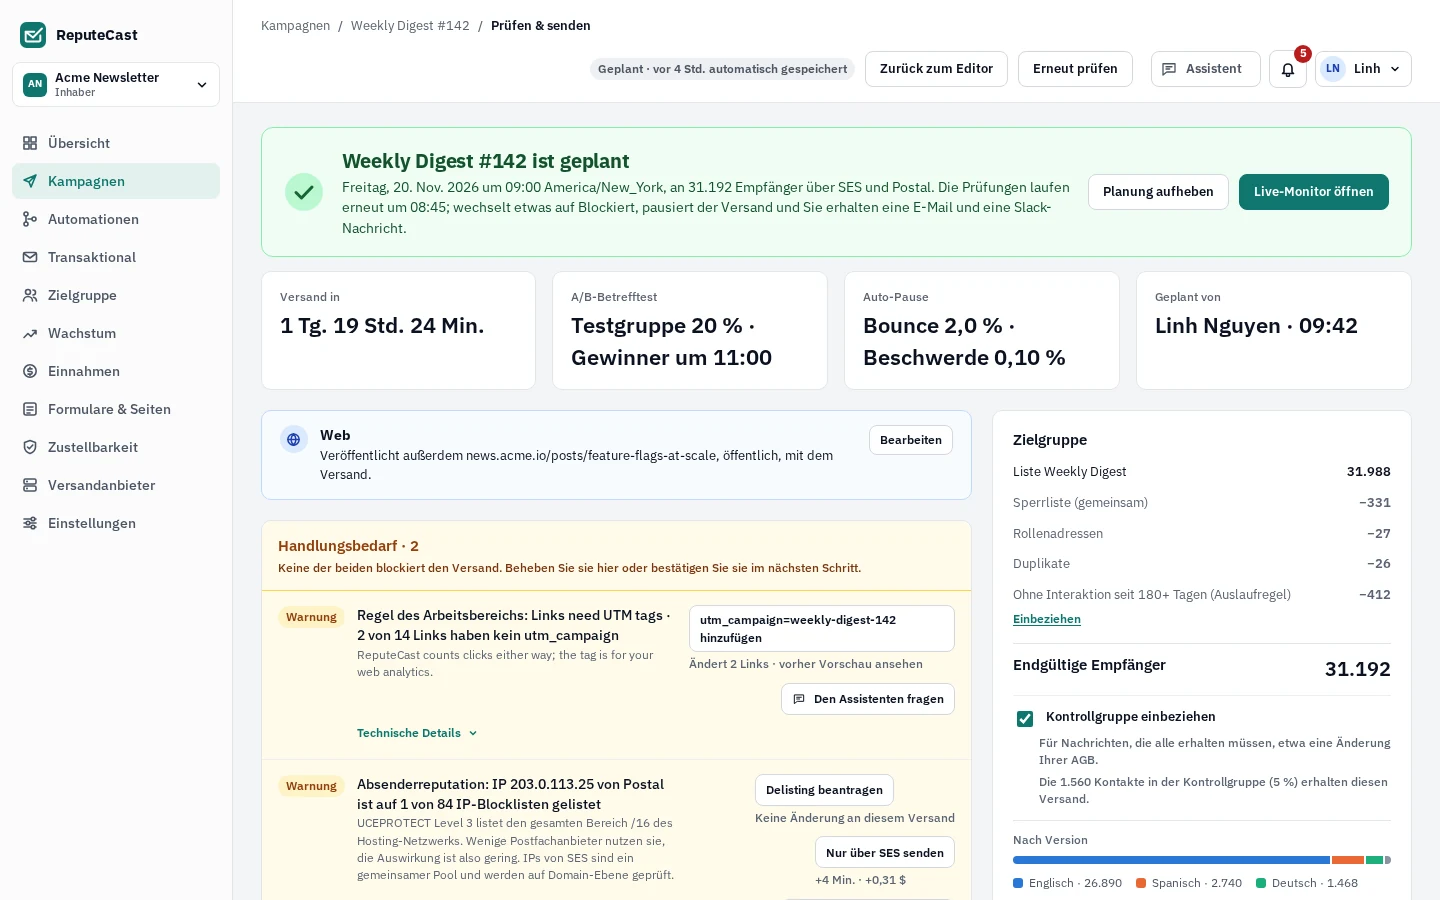 ReputeCast
AN
Acme Newsletter
Inhaber
Übersicht
Kampagnen
Automationen
Transaktional
Zielgruppe
Wachstum
Einnahmen
Formulare & Seiten
Zustellbarkeit
Versandanbieter
Einstellungen
Kampagnen / Weekly Digest #142 / Prüfen & senden
Geplant · vor 4 Std. automatisch gespeichert
Zurück zum Editor
Erneut prüfen
Assistent
5
LN
Linh
Weekly Digest #142 ist geplant
Freitag, 20. Nov. 2026 um 09:00 America/New_York, an 31.192 Empfänger über SES und Postal. Die Prüfungen laufen
erneut um 08:45; wechselt etwas auf Blockiert, pausiert der Versand und Sie erhalten eine E-Mail und eine Slack-
Nachricht.
Planung aufheben
Live-Monitor öffnen
Versand in
1 Tg. 19 Std. 24 Min.
A/B-Betrefftest
Testgruppe 20 % ·
Gewinner um 11:00
Auto-Pause
Bounce 2,0 % ·
Beschwerde 0,10 %
Geplant von
Linh Nguyen · 09:42
Web
Veröffentlicht außerdem news.acme.io/posts/feature-flags-at-scale, öffentlich, mit dem
Versand.
Bearbeiten
Handlungsbedarf · 2
Keine der beiden blockiert den Versand. Beheben Sie sie hier oder bestätigen Sie sie im nächsten Schritt.
Warnung
Regel des Arbeitsbereichs: Links need UTM tags ·
2 von 14 Links haben kein utm_campaign
ReputeCast counts clicks either way; the tag is for your
web analytics.
utm_campaign=weekly-digest-142
hinzufügen
Ändert 2 Links · vorher Vorschau ansehen
Den Assistenten fragen
Technische Details
Warnung
Absenderreputation: IP 203.0.113.25 von Postal
ist auf 1 von 84 IP-Blocklisten gelistet
UCEPROTECT Level 3 listet den gesamten Bereich /16 des
Hosting-Netzwerks. Wenige Postfachanbieter nutzen sie,
die Auswirkung ist also gering. IPs von SES sind ein
gemeinsamer Pool und werden auf Domain-Ebene geprüft.
Delisting beantragen
Keine Änderung an diesem Versand
Nur über SES senden
+4 Min. · +0,31 $
Zielgruppe
Liste Weekly Digest 31.988
Sperrliste (gemeinsam) −331
Rollenadressen −27
Duplikate −26
Ohne Interaktion seit 180+ Tagen (Auslaufregel) −412
Einbeziehen
Endgültige Empfänger 31.192
Kontrollgruppe einbeziehen
Für Nachrichten, die alle erhalten müssen, etwa eine Änderung
Ihrer AGB.
Die 1.560 Kontakte in der Kontrollgruppe (5 %) erhalten diesen
Versand.
Nach Version
Englisch · 26.890 Spanisch · 2.740 Deutsch · 1.468